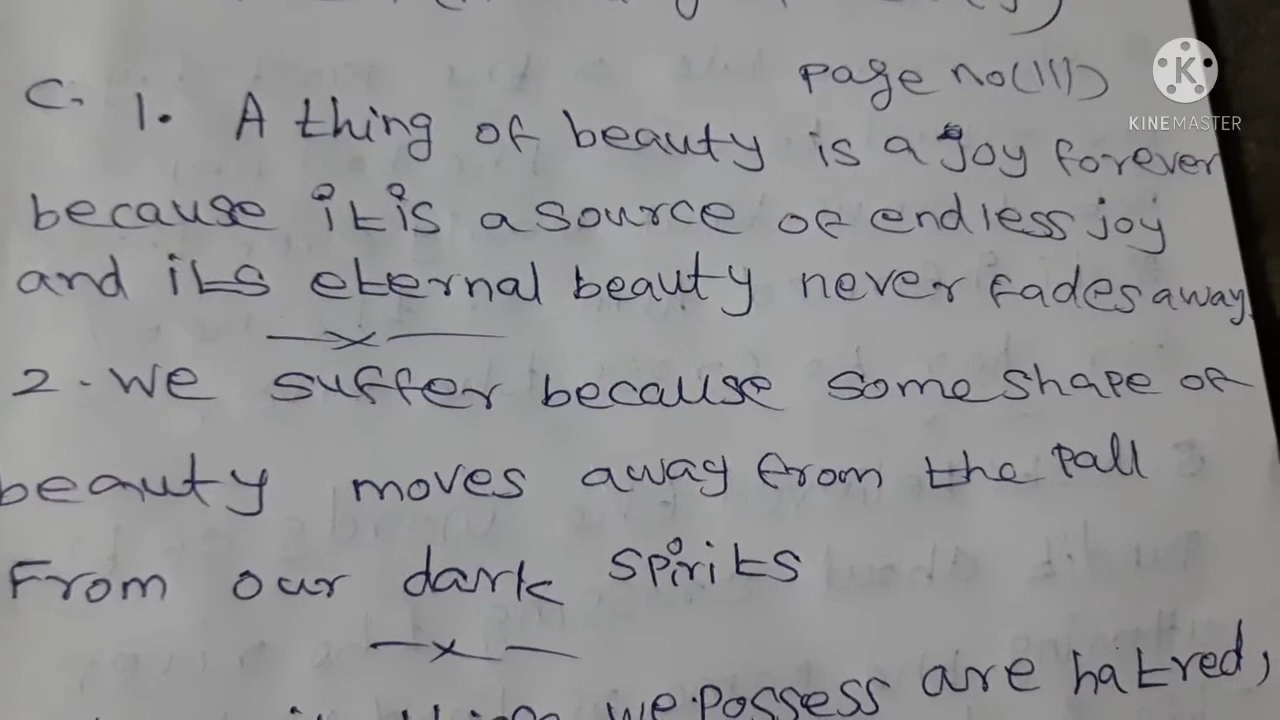 Page no(111)
C. 1. A thing of beauty is a joy forever
because it is a source of endless joy
and its eternal beauty never fades away.
2. We suffer because some shape of
beauty moves away from the pall
From our dark spirits
we possess are hatred,
KINEMASTER